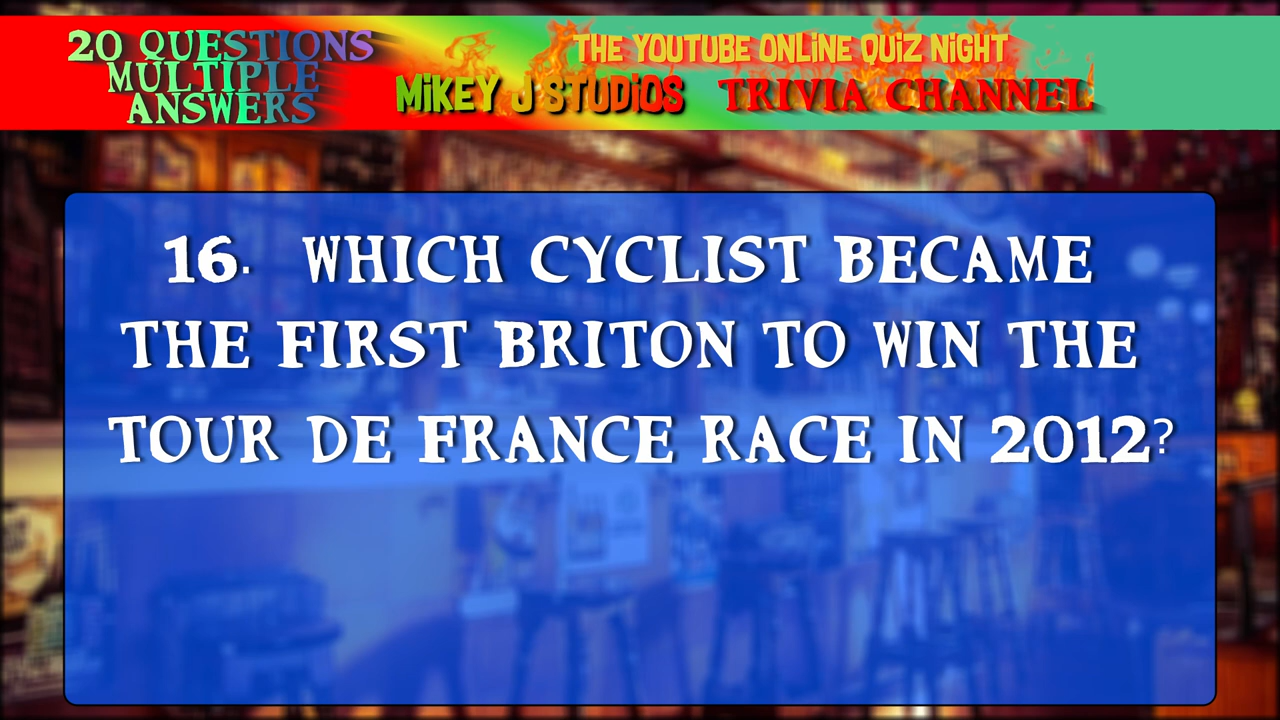 20 QUESTIONS
MULTIPLE
ANSWERS
THE YOUTUBE ONLINE QUIZ NIGHT
MIKEY J STUDIOS TRIVIA CHANNEL
16. WHICH CYCLIST BECAME
THE FIRST BRITON TO WIN THE
TOUR DE FRANCE RACE IN 2012?